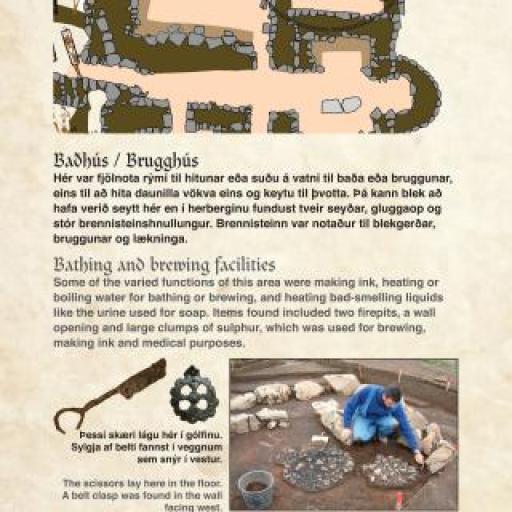 Baðhús / Brugghús
Hér var fjölnota rými til hitunar eða suðu á vatni til baða eða bruggunar,
eins til að hita daunilla vökva eins og keytu til þvotta. Þá kann blek að
hafa verið seytt hér en í herberginu fundust tveir seyðar, gluggaop og
stór brennisteinshnullungur. Brennisteinn var notaður til blekgerðar,
bruggunar og lækninga.
Bathing and brewing facilities
Some of the varied functions of this area were making ink, heating or
boiling water for bathing or brewing, and heating bad-smelling liquids
like the urine used for soap. Items found included two firepits, a wall
opening and large clumps of sulphur, which was used for brewing,
making ink and medical purposes.
Þessi skæri lágu hér í gólfinu.
Sylgja af belti fannst í veggnum
sem snýr í vestur.
The scissors lay here in the floor.
A belt clasp was found in the wall
facing west.